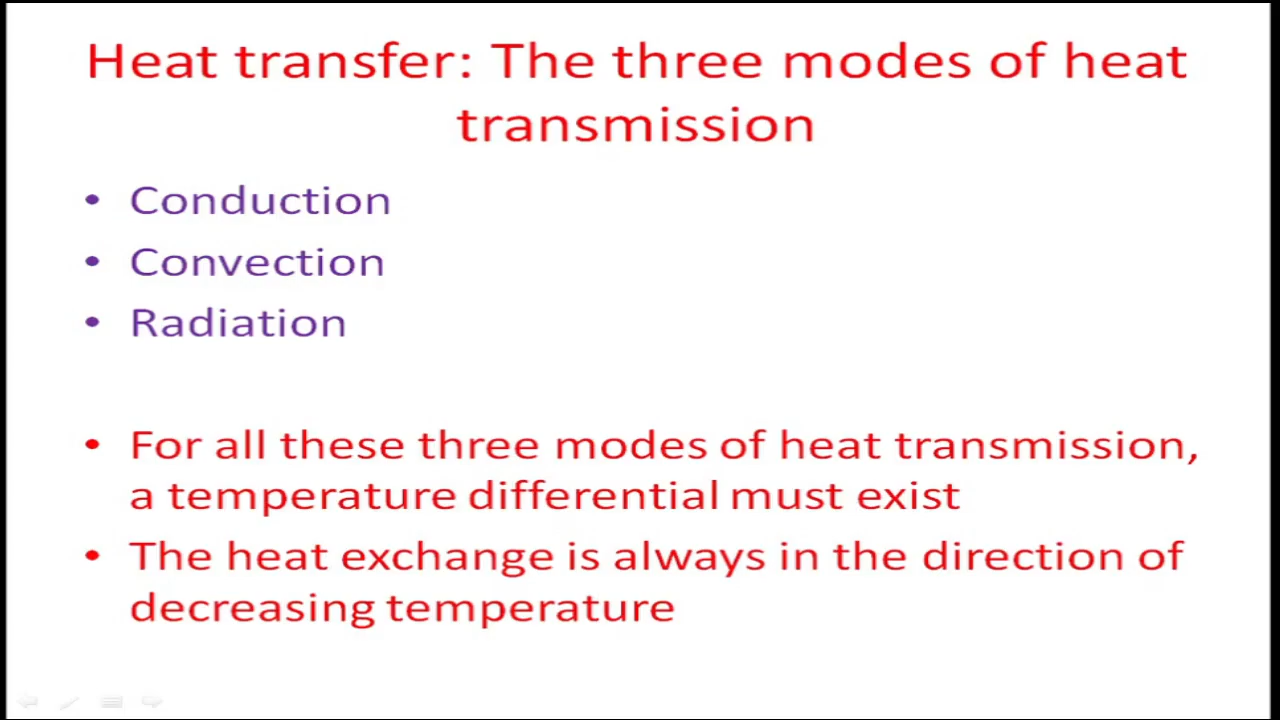 Heat transfer: The three modes of heat
transmission
• Conduction
• Convection
• Radiation
• For all these three modes of heat transmission,
a temperature differential must exist
• The heat exchange is always in the direction of
decreasing temperature